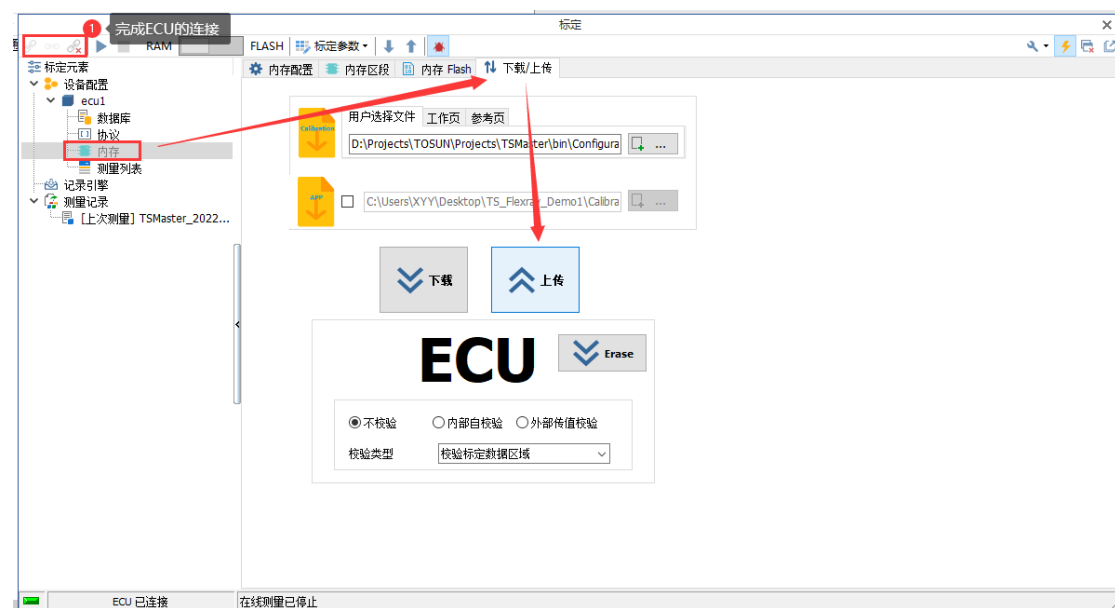 标定
1 完成ECU的连接
RAM FLASH 标定参数
标定元素
设备配置
ecu1
数据库
协议
内存
测量列表
记录引擎
测量记录
[上次测量] TSMaster_2022...
内存配置 内存区段 内存 Flash 下载/上传
用户选择文件 工作页 参考页
Calibration
D:\Projects\TOSUN\Projects\TSMaster\bin\Configura ...
APP
C:\Users\XYY\Desktop\TS_Flexray_Demo1\Calibra ...
下载 上传
ECU Erase
不校验 内部自校验 外部传值校验
校验类型 校验标定数据区域
ECU 已连接 在线测量已停止